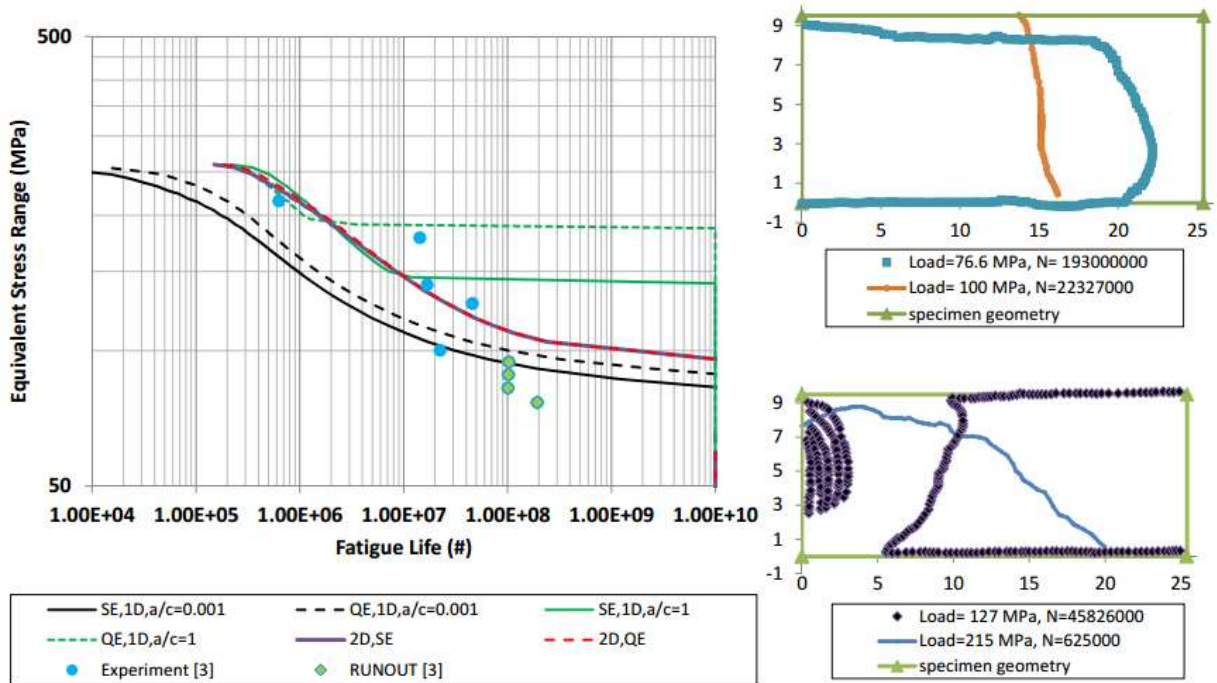 500
Equivalent Stress Range (MPa)
50
1.00E+04 1.00E+05 1.00E+06 1.00E+07 1.00E+08 1.00E+09 1.00E+10
Fatigue Life (#)
SE,1D,a/c=0.001 QE,1D,a/c=0.001 SE,1D,a/c=1
QE,1D,a/c=1 2D,SE 2D,QE
Experiment [3] RUNOUT [3]
9
7
5
3
1
-1
0 5 10 15 20 25
Load=76.6 MPa, N= 193000000
Load= 100 MPa, N=22327000
specimen geometry
9
7
5
3
1
-1
0 5 10 15 20 25
Load= 127 MPa, N=45826000
Load=215 MPa, N=625000
specimen geometry